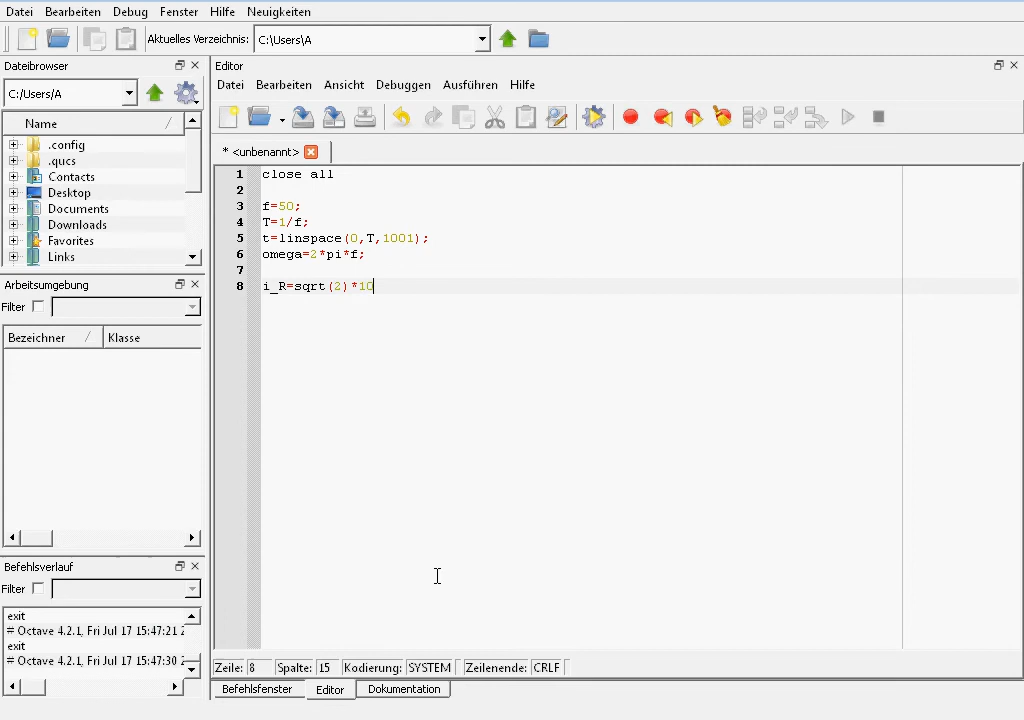 Datei Bearbeiten Debug Fenster Hilfe Neuigkeiten
Aktuelles Verzeichnis: C:\Users\A
Dateibrowser
C:/Users/A
Name
.config
.qucs
Contacts
Desktop
Documents
Downloads
Favorites
Links
Arbeitsumgebung
Filter
Bezeichner Klasse
Befehlsverlauf
Filter
exit
# Octave 4.2.1, Fri Jul 17 15:47:21 2
exit
# Octave 4.2.1, Fri Jul 17 15:47:30 2
Editor
Datei Bearbeiten Ansicht Debuggen Ausführen Hilfe
* <unbenannt>
1 close all
2
3 f=50;
4 T=1/f;
5 t=linspace(0,T,1001);
6 omega=2*pi*f;
7
8 i_R=sqrt(2)*10
Zeile: 8 Spalte: 15 Kodierung: SYSTEM Zeilenende: CRLF
Befehlsfenster Editor Dokumentation